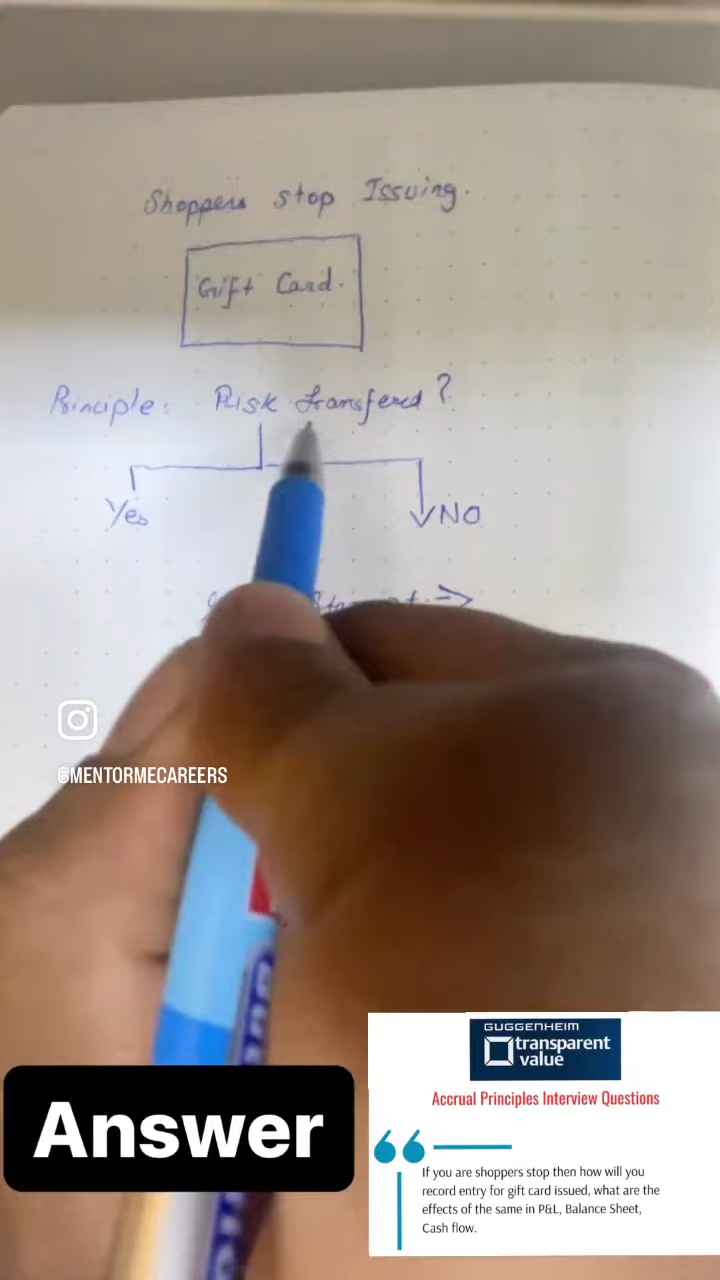 Shoppers stop Issuing.
Gift Card.
Principle: Risk transfered?
Yes
NO
@MENTORMECAREERS
Answer
GUGGENHEIM
transparent
value
Accrual Principles Interview Questions
If you are shoppers stop then how will you
record entry for gift card issued, what are the
effects of the same in P&L, Balance Sheet,
Cash flow.